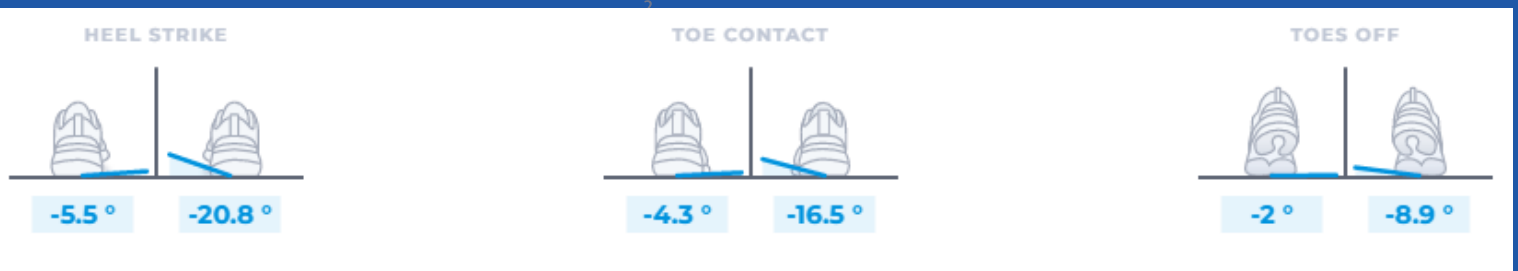 HEEL STRIKE TOE CONTACT TOES OFF
-5.5 ° -20.8 ° -4.3 ° -16.5 ° -2 ° -8.9 °